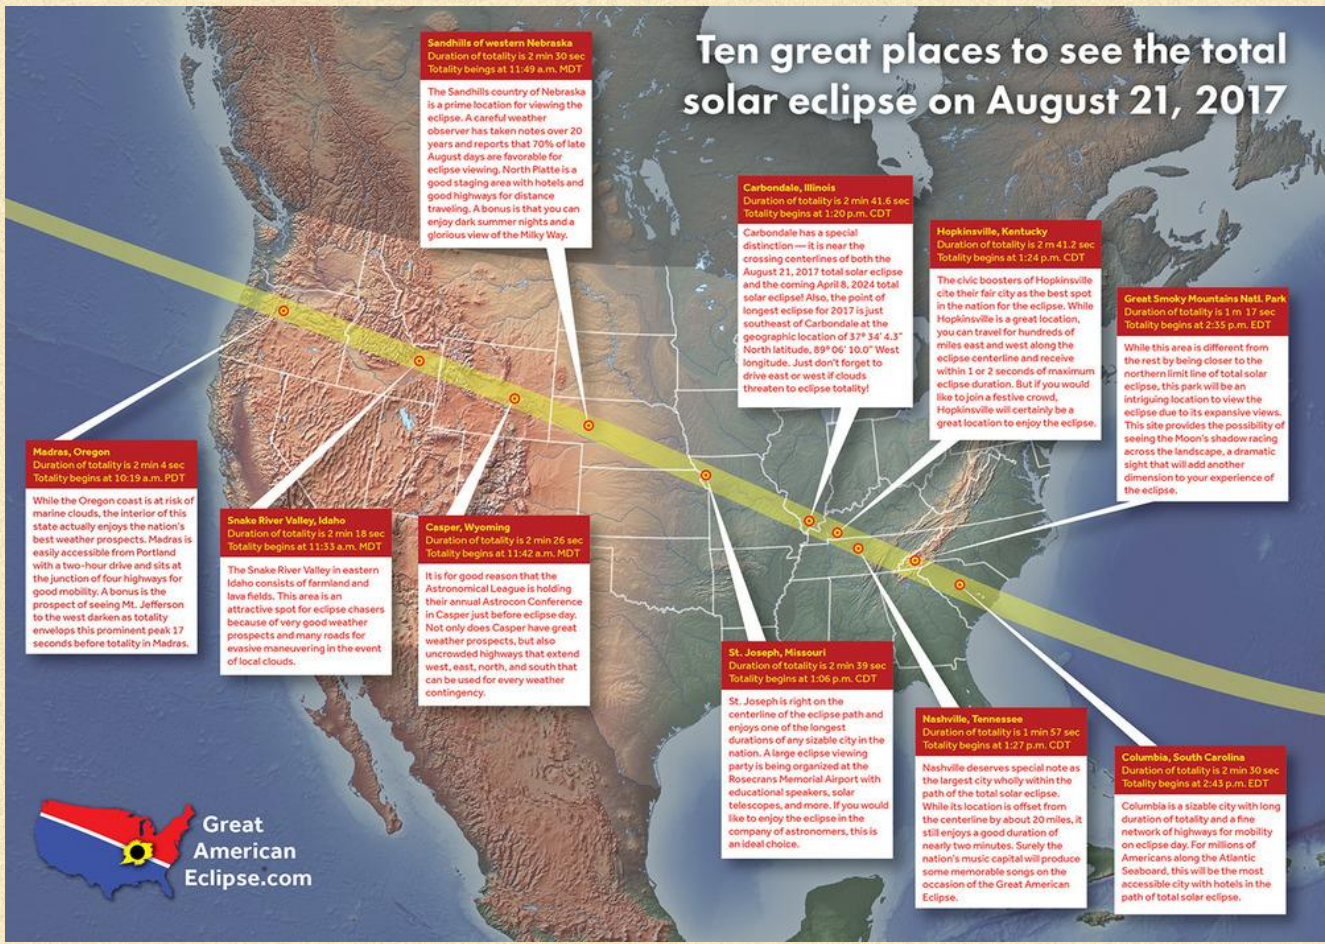 Ten great places to see the total
solar eclipse on August 21, 2017
Sandhills of western Nebraska
Duration of totality is 2 min 30 sec
Totality beings at 11:49 a.m. MDT
The Sandhills country of Nebraska
is a prime location for viewing the
eclipse. A careful weather
observer has taken notes over 20
years and reports that 70% of late
August days are favorable for
eclipse viewing. North Platte is a
good staging area with hotels and
good highways for distance
traveling. A bonus is that you can
enjoy dark summer nights and a
glorious view of the Milky Way.
Carbondale, Illinois
Duration of totality is 2 min 41.6 sec
Totality begins at 1:20 p.m. CDT
Carbondale has a special
distinction — it is near the
crossing centerlines of both the
August 21, 2017 total solar eclipse
and the coming April 8, 2024 total
solar eclipse! Also, the point of
longest eclipse for 2017 is just
southeast of Carbondale at the
geographic location of 37° 34' 4.3"
North latitude, 89° 06' 10.0" West
longitude. Just don't forget to
drive east or west if clouds
threaten to eclipse totality!
Hopkinsville, Kentucky
Duration of totality is 2 m 41.2 sec
Totality begins at 1:24 p.m. CDT
The civic boosters of Hopkinsville
cite their fair city as the best spot
in the nation for the eclipse. While
Hopkinsville is a great location,
you can travel for hundreds of
miles east and west along the
eclipse centerline and receive
within 1 or 2 seconds of maximum
eclipse duration. But if you would
like to join a festive crowd,
Hopkinsville will certainly be a
great location to enjoy the eclipse.
Great Smoky Mountains Natl. Park
Duration of totality is 1 m 17 sec
Totality begins at 2:35 p.m. EDT
While this area is different from
the rest by being closer to the
northern limit line of total solar
eclipse, this park will be an
intriguing location to view the
eclipse due to its expansive views.
This site provides the possibility of
seeing the Moon's shadow racing
across the landscape, a dramatic
sight that will add another
dimension to your experience of
the eclipse.
Madras, Oregon
Duration of totality is 2 min 4 sec
Totality begins at 10:19 a.m. PDT
While the Oregon coast is at risk of
marine clouds, the interior of this
state actually enjoys the nation's
best weather prospects. Madras is
easily accessible from Portland
with a two-hour drive and sits at
the junction of four highways for
good mobility. A bonus is the
prospect of seeing Mt. Jefferson
to the west darken as totality
envelops this prominent peak 17
seconds before totality in Madras.
Snake River Valley, Idaho
Duration of totality is 2 min 18 sec
Totality begins at 11:33 a.m. MDT
The Snake River Valley in eastern
Idaho consists of farmland and
lava fields. This area is an
attractive spot for eclipse chasers
because of very good weather
prospects and many roads for
evasive maneuvering in the event
of local clouds.
Casper, Wyoming
Duration of totality is 2 min 26 sec
Totality begins at 11:42 a.m. MDT
It is for good reason that the
Astronomical League is holding
their annual Astrocon Conference
in Casper just before eclipse day.
Not only does Casper have great
weather prospects, but also
uncrowded highways that extend
west, east, north, and south that
can be used for every weather
contingency.
St. Joseph, Missouri
Duration of totality is 2 min 39 sec
Totality begins at 1:06 p.m. CDT
St. Joseph is right on the
centerline of the eclipse path and
enjoys one of the longest
durations of any sizable city in the
nation. A large eclipse viewing
party is being organized at the
Rosecrans Memorial Airport with
educational speakers, solar
telescopes, and more. If you would
like to enjoy the eclipse in the
company of astronomers, this is
an ideal choice.
Nashville, Tennessee
Duration of totality is 1 min 57 sec
Totality begins at 1:27 p.m. CDT
Nashville deserves special note as
the largest city wholly within the
path of the total solar eclipse.
While its location is offset from
the centerline by about 20 miles, it
still enjoys a good duration of
nearly two minutes. Surely the
nation's music capital will produce
some memorable songs on the
occasion of the Great American
Eclipse.
Columbia, South Carolina
Duration of totality is 2 min 30 sec
Totality begins at 2:43 p.m. EDT
Columbia is a sizable city with long
duration of totality and a fine
network of highways for mobility
on eclipse day. For millions of
Americans along the Atlantic
Seaboard, this will be the most
accessible city with hotels in the
path of total solar eclipse.
Great
American
Eclipse.com